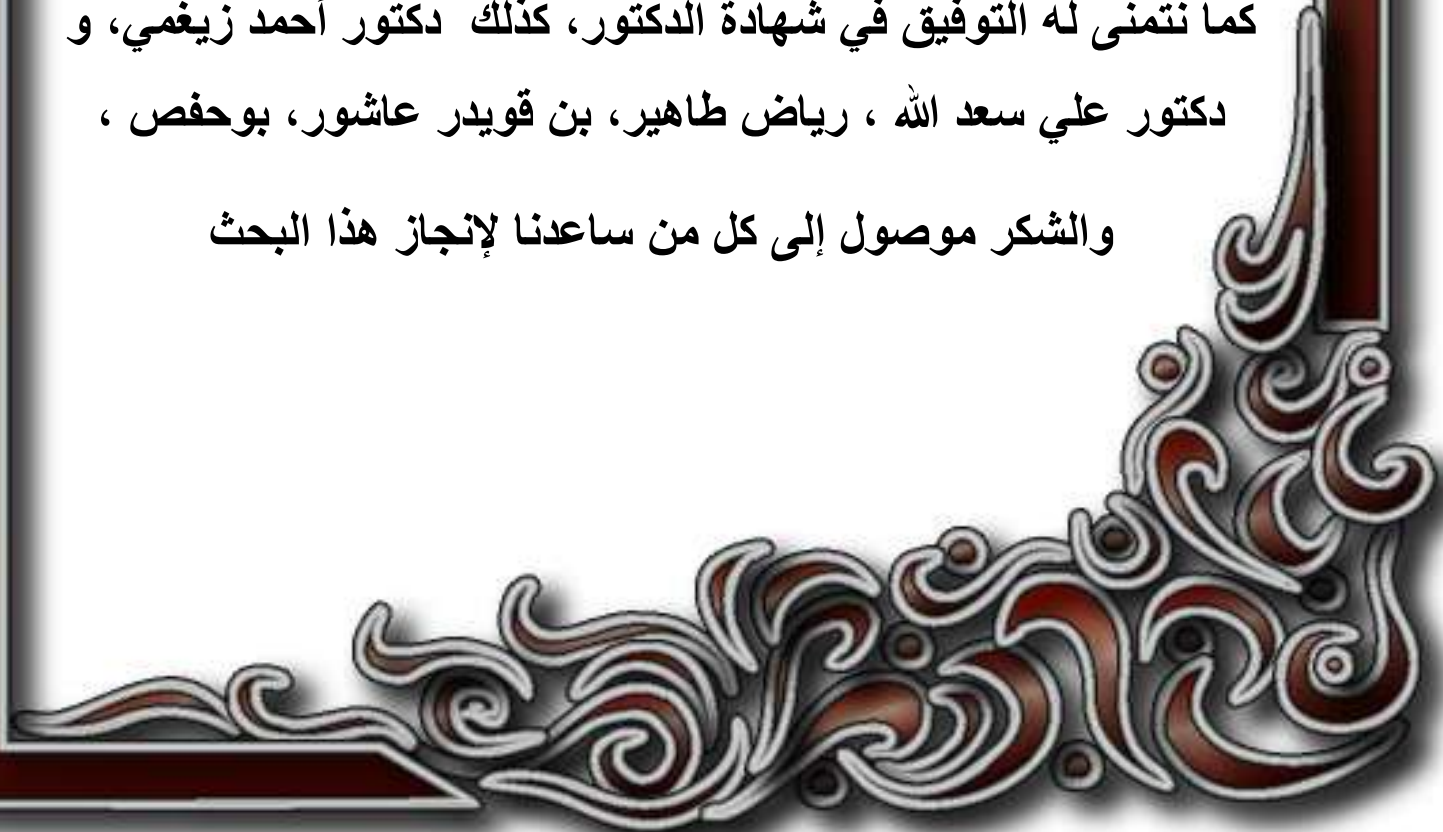 كما نتمنى له التوفيق في شهادة الدكتور، كذلك دكتور أحمد زيغمي، و
دكتور علي سعد الله ، رياض طاهير، بن قويدر عاشور، بوحفص ،
والشكر موصول إلى كل من ساعدنا لإنجاز هذا البحث